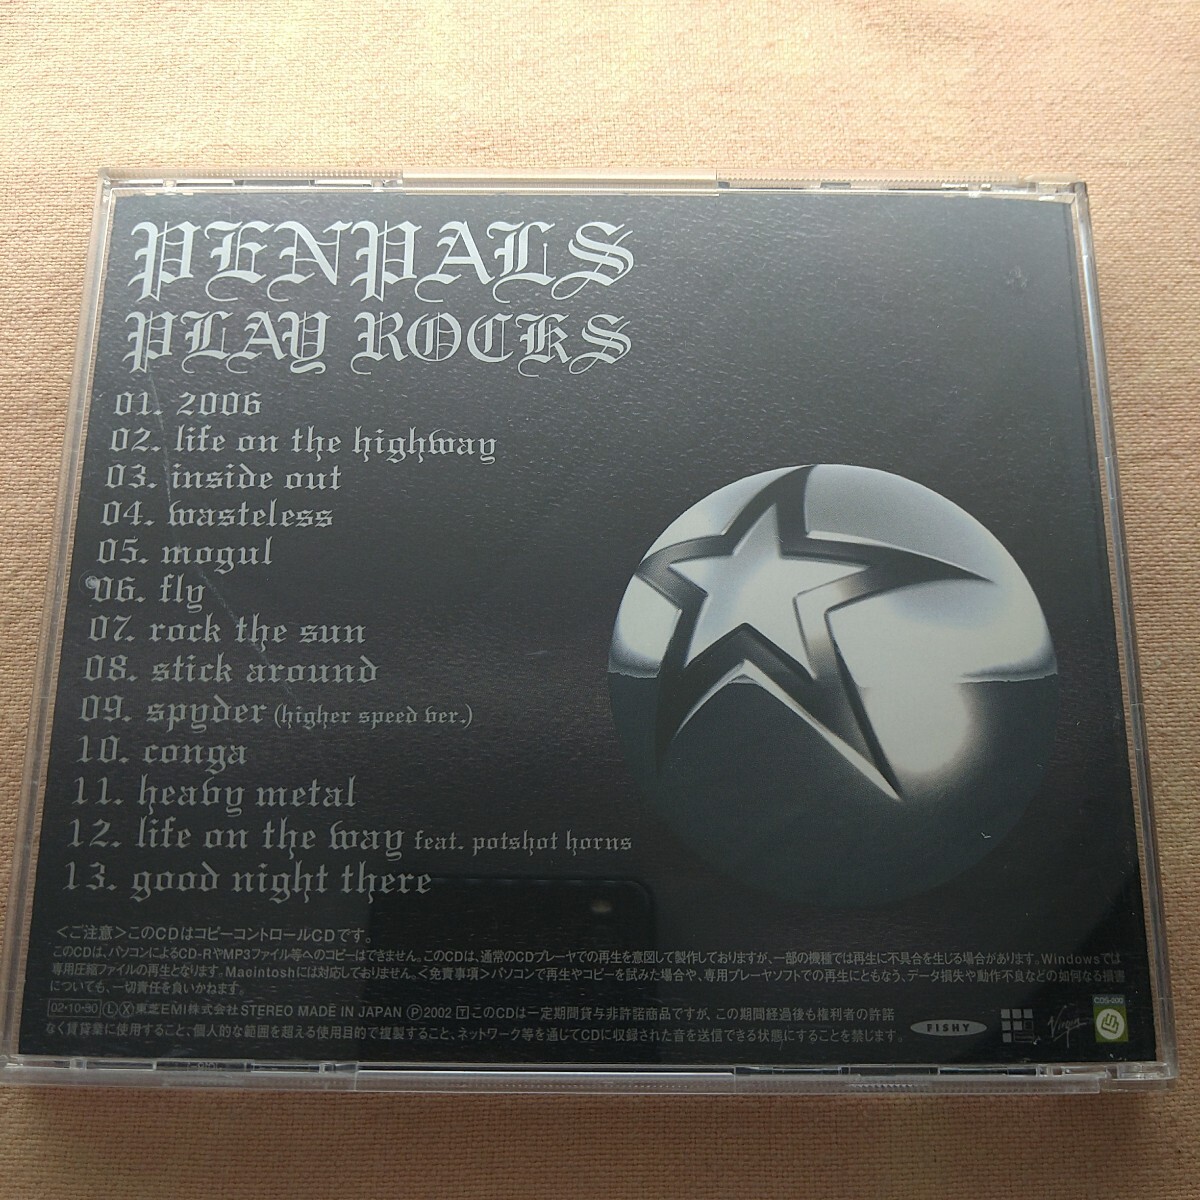 PENPALS
PLAY ROCKS
01. 2006
02. life on the highway
03. inside out
04. wasteless
05. mogul
06. fly
07. rock the sun
08. stick around
09. spyder (higher speed ver.)
10. conga
11. heavy metal
12. life on the way feat. potshot horns
13. good night there
＜ご注意＞このCDはコピーコントロールCDです。
このCDは、パソコンによるCD-RやMP3ファイル等へのコピーはできません。このCDは、通常のCDプレーヤでの再生を意図して製作しておりますが、一部の機種では再生に不具合を生じる場合があります。Windowsでは
専用圧縮ファイルの再生となります。Macintoshには対応しておりません。＜免責事項＞パソコンで再生やコピーを試みた場合や、専用プレーヤソフトでの再生にともなう、データ損失や動作不良などの如何なる損害
についても、一切責任を負いかねます。
02・10・30 Ⓛ Ⓧ 東芝EMI株式会社 STEREO MADE IN JAPAN Ⓟ2002 Ⓨ このCDは一定期間貸与非許諾商品ですが、この期間経過後も権利者の許諾
なく賃貸業に使用すること、個人的な範囲を超える使用目的で複製すること、ネットワーク等を通じてCDに収録された音を送信できる状態にすることを禁じます。
FISHY
Virgin
CDS-200